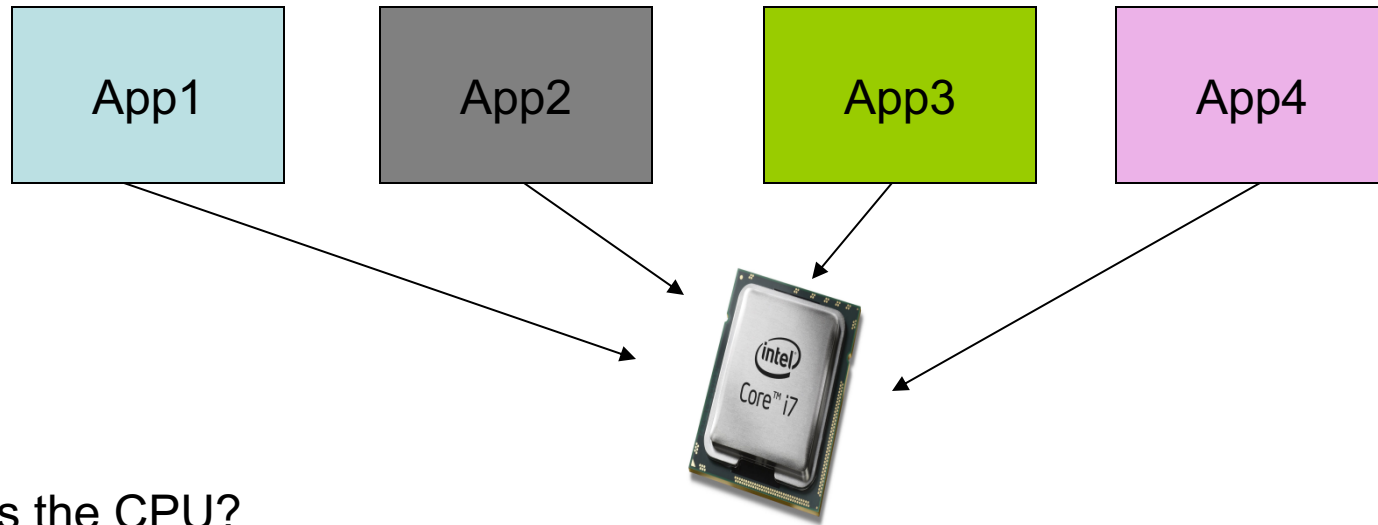 App1
App2
App3
App4
intel
Core™ i7
s the CPU?